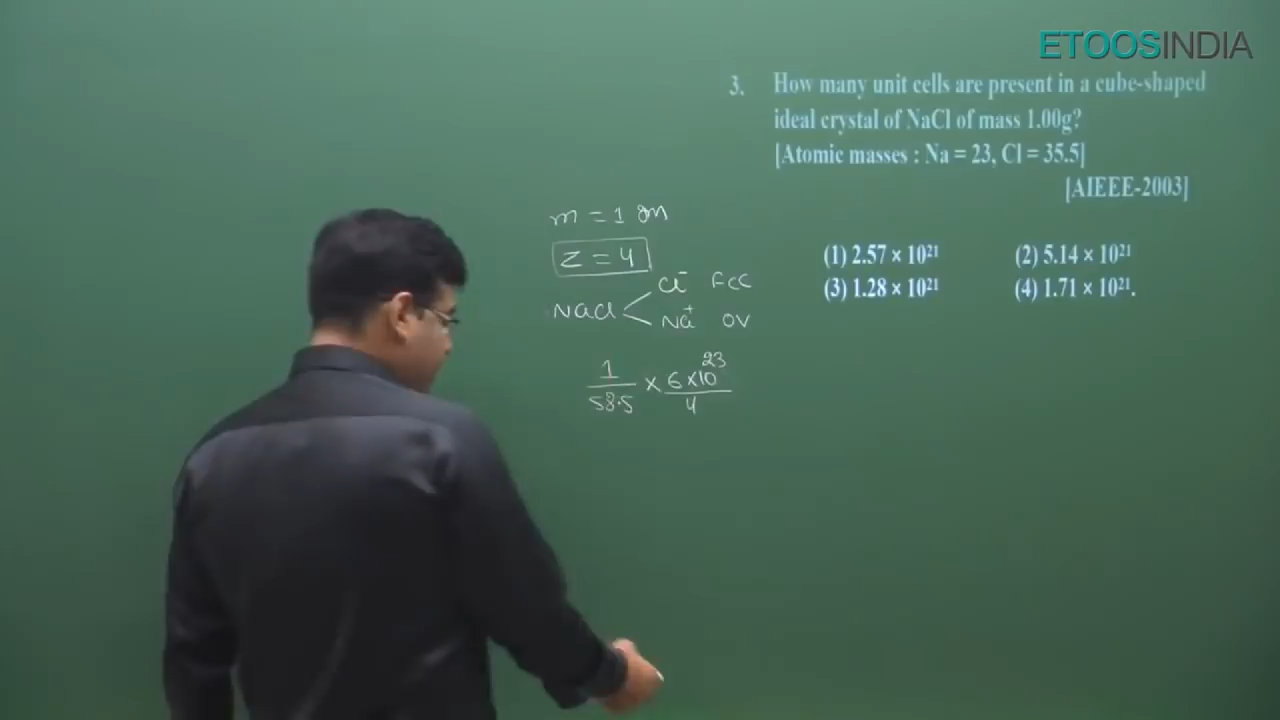 ETOOSINDIA
3. How many unit cells are present in a cube-shaped
ideal crystal of NaCl of mass 1.00g?
[Atomic masses : Na = 23, Cl = 35.5]
[AIEEE-2003]
(1) 2.57 × 10²¹ (2) 5.14 × 10²¹
(3) 1.28 × 10²¹ (4) 1.71 × 10²¹.
m = 1 gm
z = 4
NaCl < Cl⁻ FCC
Na⁺ OV
1/58.5 × 6×10²³/4